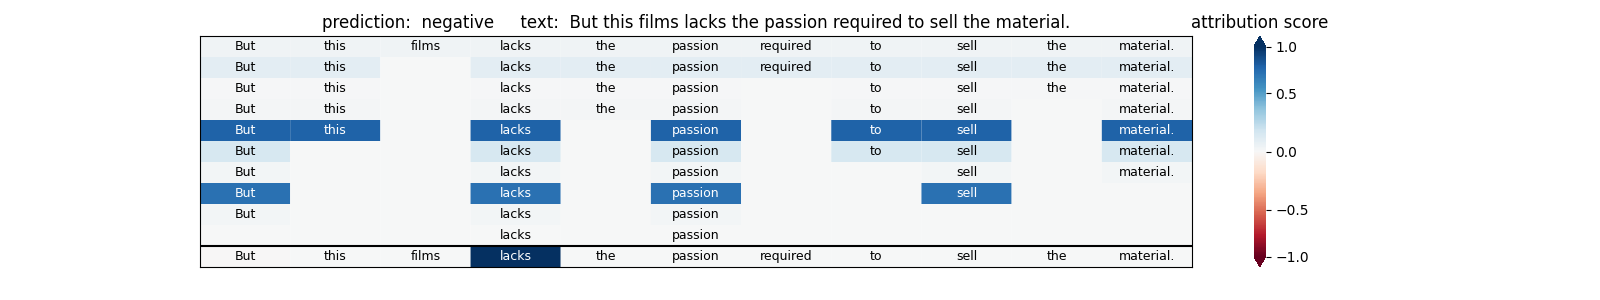 prediction:  negative     text:  But this films lacks the passion required to sell the material.
attribution score
But this films lacks the passion required to sell the material.
But this lacks the passion required to sell the material.
But this lacks the passion to sell the material.
But this lacks the passion to sell material.
But this lacks passion to sell material.
But lacks passion to sell material.
But lacks passion sell material.
But lacks passion sell
But lacks passion
lacks passion
But this films lacks the passion required to sell the material.
1.0
0.5
0.0
−0.5
−1.0